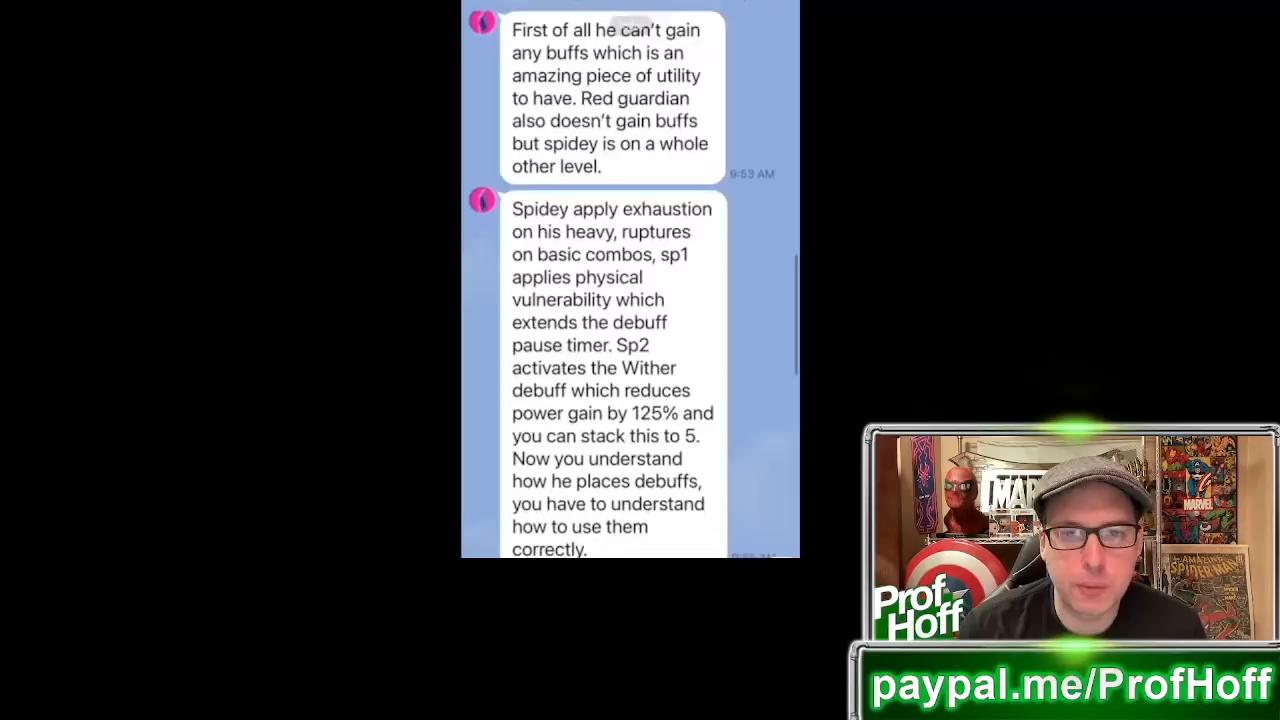 First of all he can't gain
any buffs which is an
amazing piece of utility
to have. Red guardian
also doesn't gain buffs
but spidey is on a whole
other level.
9:53 AM
Spidey apply exhaustion
on his heavy, ruptures
on basic combos, sp1
applies physical
vulnerability which
extends the debuff
pause timer. Sp2
activates the Wither
debuff which reduces
power gain by 125% and
you can stack this to 5.
Now you understand
how he places debuffs,
you have to understand
how to use them
correctly.
MARVEL
AMAZING
SPIDER-MAN
Prof
Hoff
paypal.me/ProfHoff